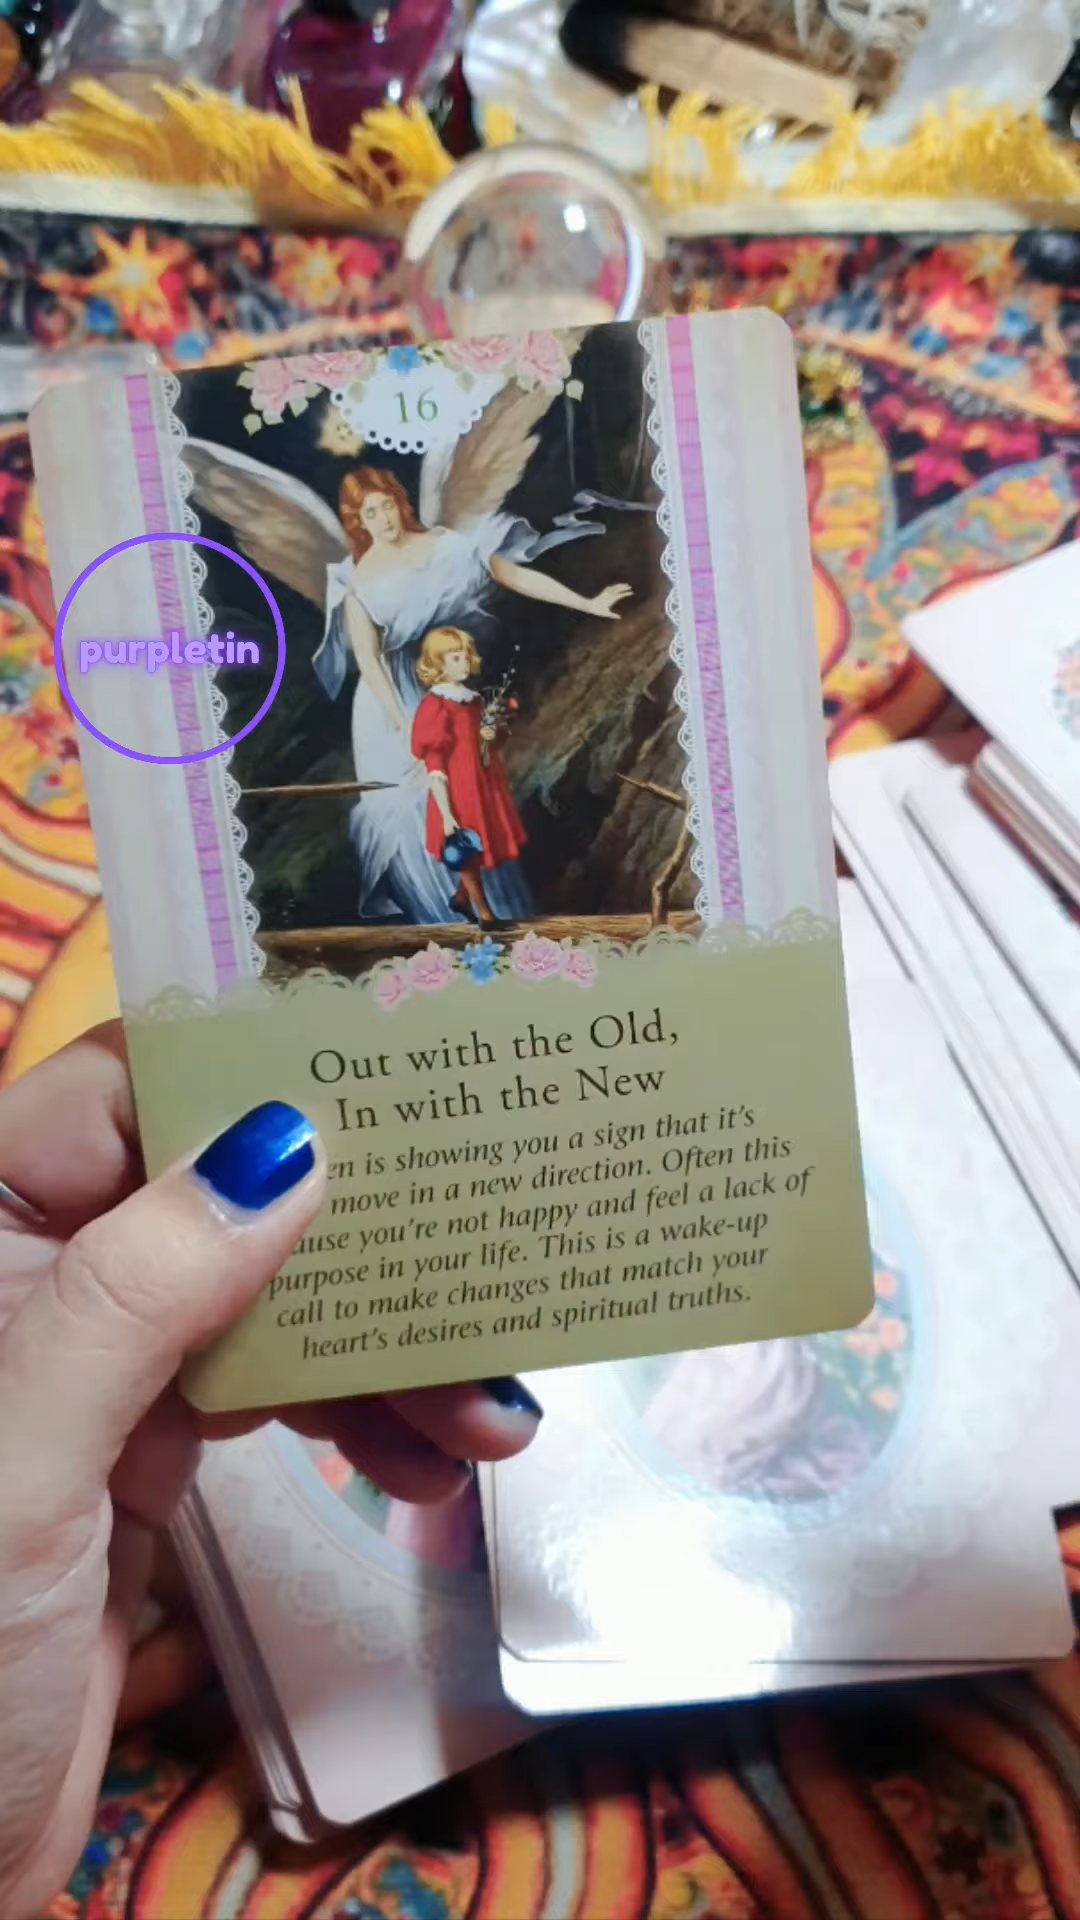 16
purpletin
Out with the Old,
In with the New
en is showing you a sign that it's
move in a new direction. Often this
ause you're not happy and feel a lack of
purpose in your life. This is a wake-up
call to make changes that match your
heart's desires and spiritual truths.